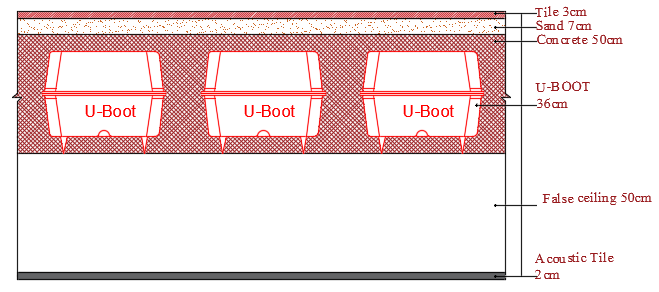 Tile 3cm
Sand 7cm
Concrete 50cm
U-BOOT
36cm
U-Boot U-Boot U-Boot
False ceiling 50cm
Acoustic Tile
2cm